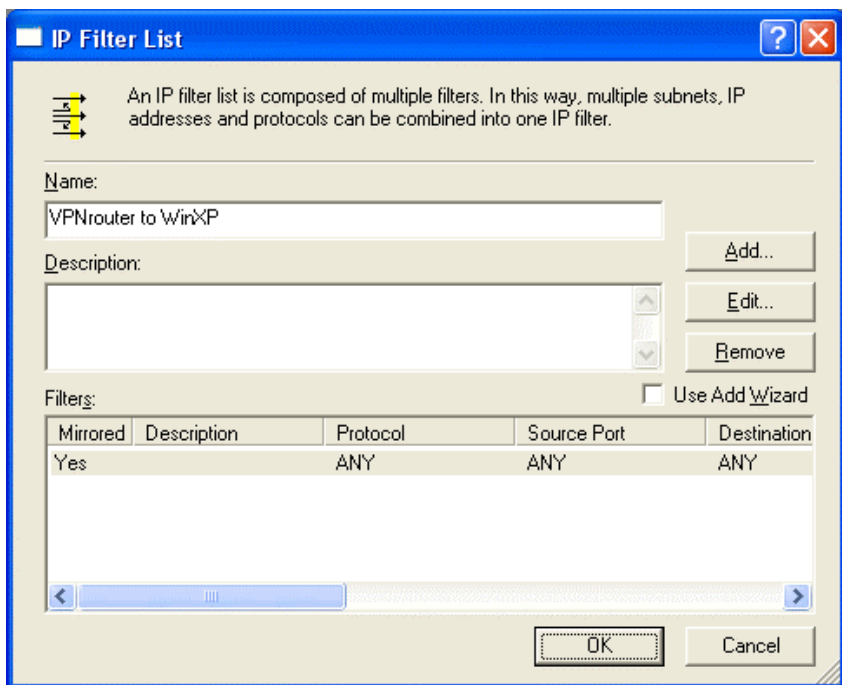 IP Filter List
An IP filter list is composed of multiple filters. In this way, multiple subnets, IP
addresses and protocols can be combined into one IP filter.
Name:
VPNrouter to WinXP
Add...
Description:
Edit...
Remove
Filters:
Use Add Wizard
Mirrored Description Protocol Source Port Destination
Yes ANY ANY ANY
OK Cancel